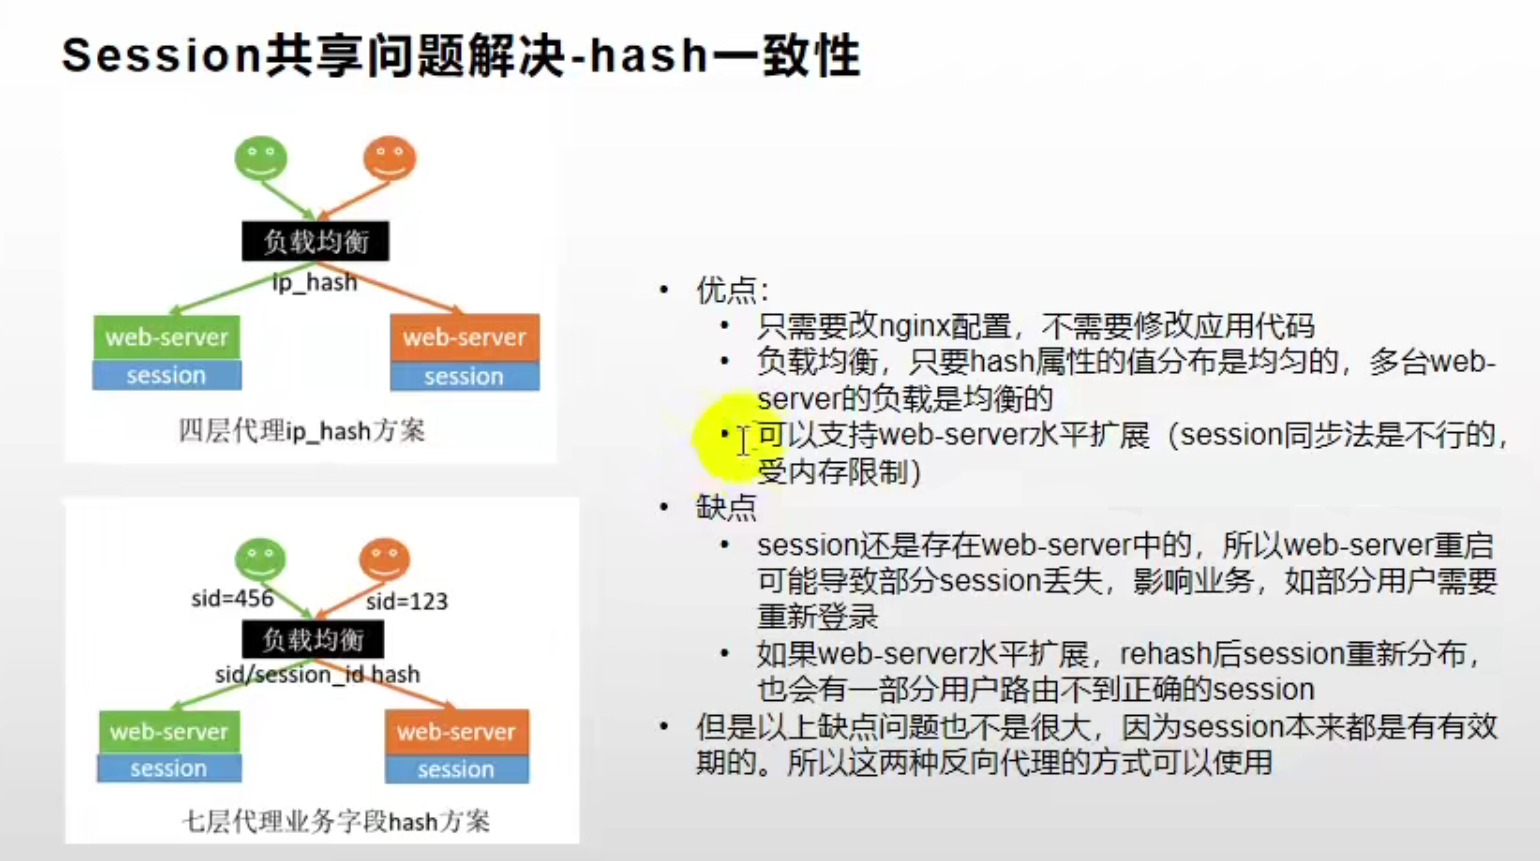 Session共享问题解决-hash一致性
负载均衡
ip_hash
web-server
web-server
session
session
四层代理ip_hash方案
sid=456
sid=123
负载均衡
sid/session_id hash
web-server
web-server
session
session
七层代理业务字段hash方案
• 优点：
• 只需要改nginx配置，不需要修改应用代码
• 负载均衡，只要hash属性的值分布是均匀的，多台web-
server的负载是均衡的
• 可以支持web-server水平扩展（session同步法是不行的，
受内存限制）
• 缺点
• session还是存在web-server中的，所以web-server重启
可能导致部分session丢失，影响业务，如部分用户需要
重新登录
• 如果web-server水平扩展，rehash后session重新分布，
也会有一部分用户路由不到正确的session
• 但是以上缺点问题也不是很大，因为session本来都是有有效
期的。所以这两种反向代理的方式可以使用